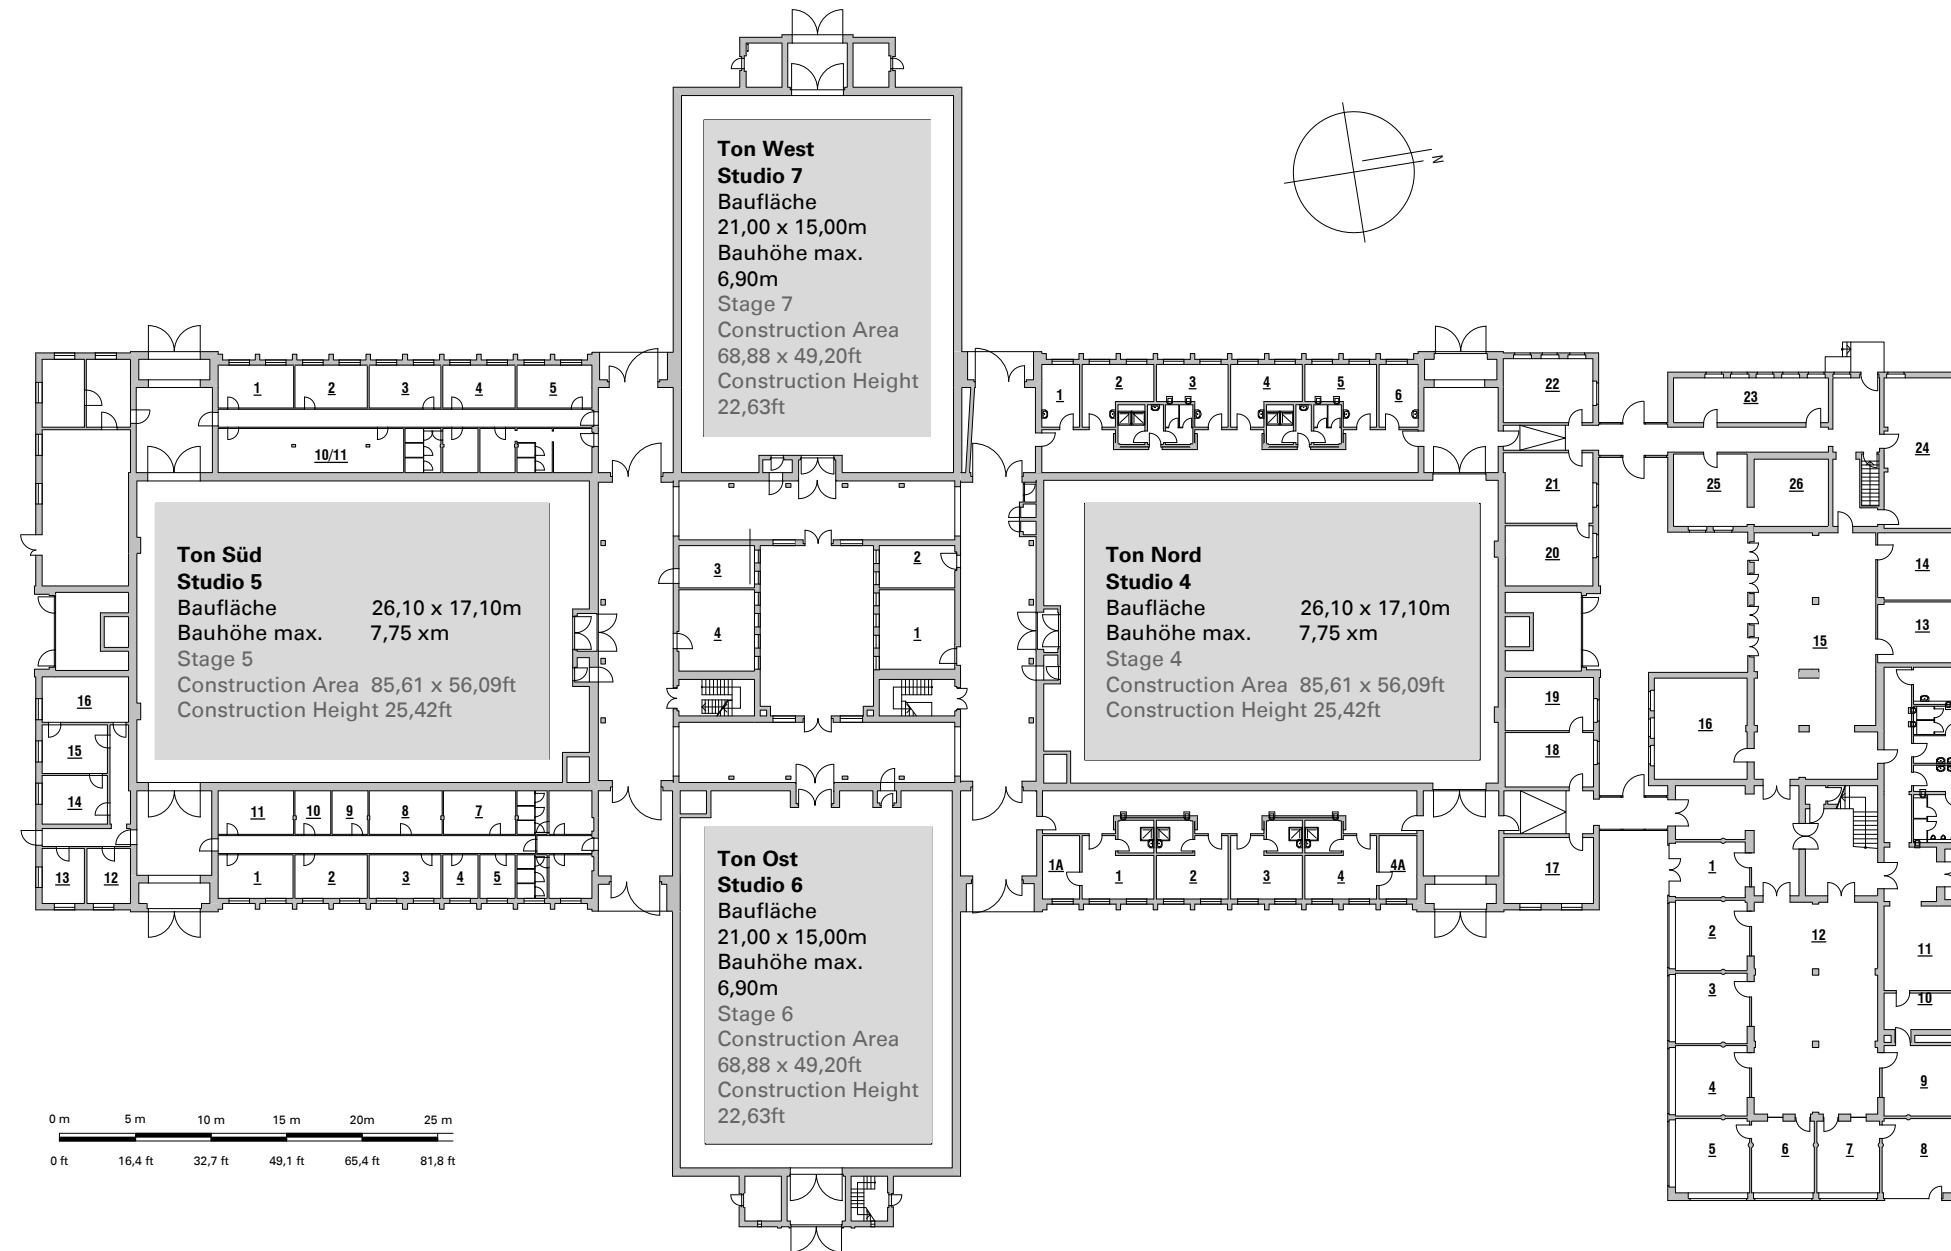 Ton West
Studio 7
Baufläche
21,00 x 15,00m
Bauhöhe max.
6,90m
Stage 7
Construction Area
68,88 x 49,20ft
Construction Height
22,63ft
N
1 2 3 4 5
10/11
1 2 3 4 5 6
22
23
24
21
25 26
20
Ton Süd
Studio 5
Baufläche 26,10 x 17,10m
Bauhöhe max. 7,75 xm
Stage 5
Construction Area 85,61 x 56,09ft
Construction Height 25,42ft
3
2
4
1
Ton Nord
Studio 4
Baufläche 26,10 x 17,10m
Bauhöhe max. 7,75 xm
Stage 4
Construction Area 85,61 x 56,09ft
Construction Height 25,42ft
14
13
15
16
19
18
16
15
14
13 12
11 10 9 8 7
1 2 3 4 5
Ton Ost
Studio 6
Baufläche
21,00 x 15,00m
Bauhöhe max.
6,90m
Stage 6
Construction Area
68,88 x 49,20ft
Construction Height
22,63ft
1A 1 2 3 4 4A
17
1
2
12
11
3
10
4
9
5 6 7 8
0 m 5 m 10 m 15 m 20m 25 m
0 ft 16,4 ft 32,7 ft 49,1 ft 65,4 ft 81,8 ft